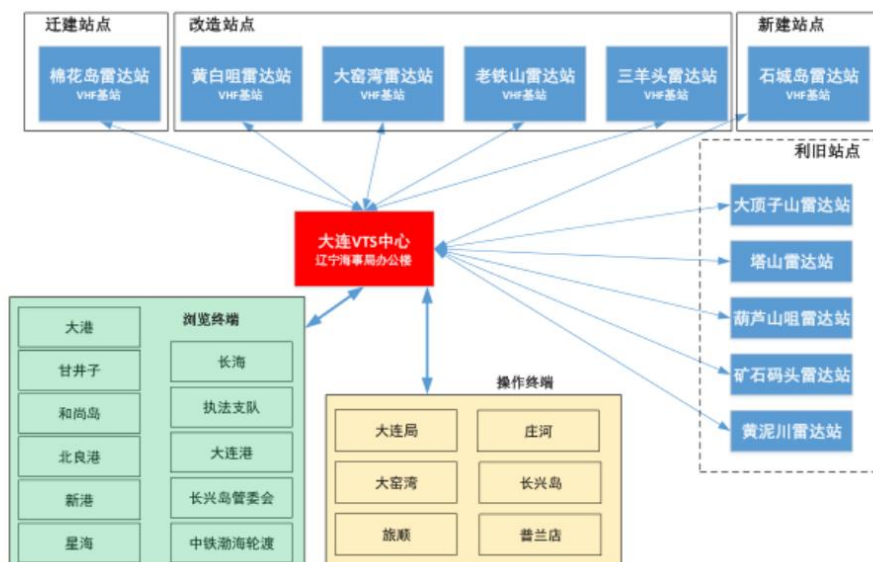 迁建站点
改造站点
新建站点
棉花岛雷达站
VHF基站
黄白咀雷达站
VHF基站
大窑湾雷达站
VHF基站
老铁山雷达站
VHF基站
三羊头雷达站
VHF基站
石城岛雷达站
VHF基站
利旧站点
大顶子山雷达站
塔山雷达站
葫芦山咀雷达站
矿石码头雷达站
黄泥川雷达站
大连VTS中心
辽宁海事局办公楼
浏览终端
大港
甘井子
和尚岛
北良港
新港
星海
长海
执法支队
大连港
长兴岛管委会
中铁渤海轮渡
操作终端
大连局
庄河
大窑湾
长兴岛
旅顺
普兰店